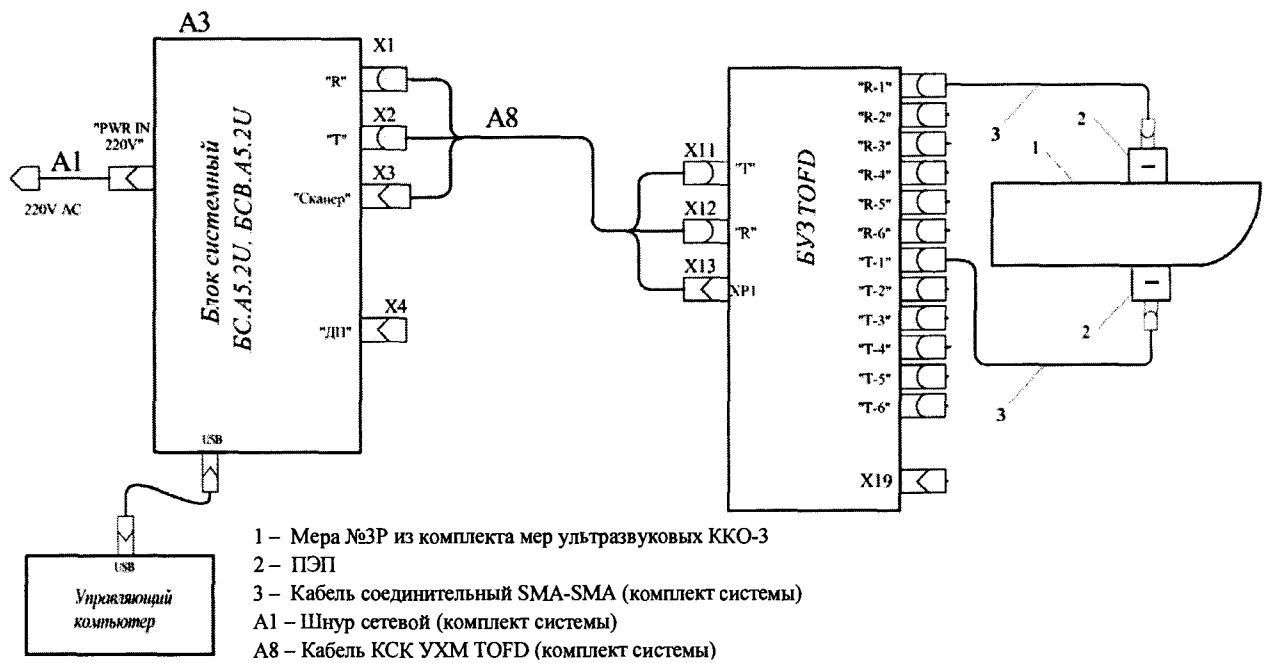 A3
X1
"R"
X2
"T"
A8
"PWR IN
220V"
A1
X3
"Сканер"
220V AC
Блок системный
БС.А5.2U, БСВ.А5.2U
X4
"ДП"
USB
USB
Управляющий
компьютер
X11
"T"
X12
"R"
X13
XP1
БУЗ TOFD
"R-1"
"R-2"
"R-3"
"R-4"
"R-5"
"R-6"
"T-1"
"T-2"
"T-3"
"T-4"
"T-5"
"T-6"
X19
3
2
1
2
3
1 – Мера №3Р из комплекта мер ультразвуковых ККО-3
2 – ПЭП
3 – Кабель соединительный SMA-SMA (комплект системы)
А1 – Шнур сетевой (комплект системы)
А8 – Кабель КСК УХМ TOFD (комплект системы)